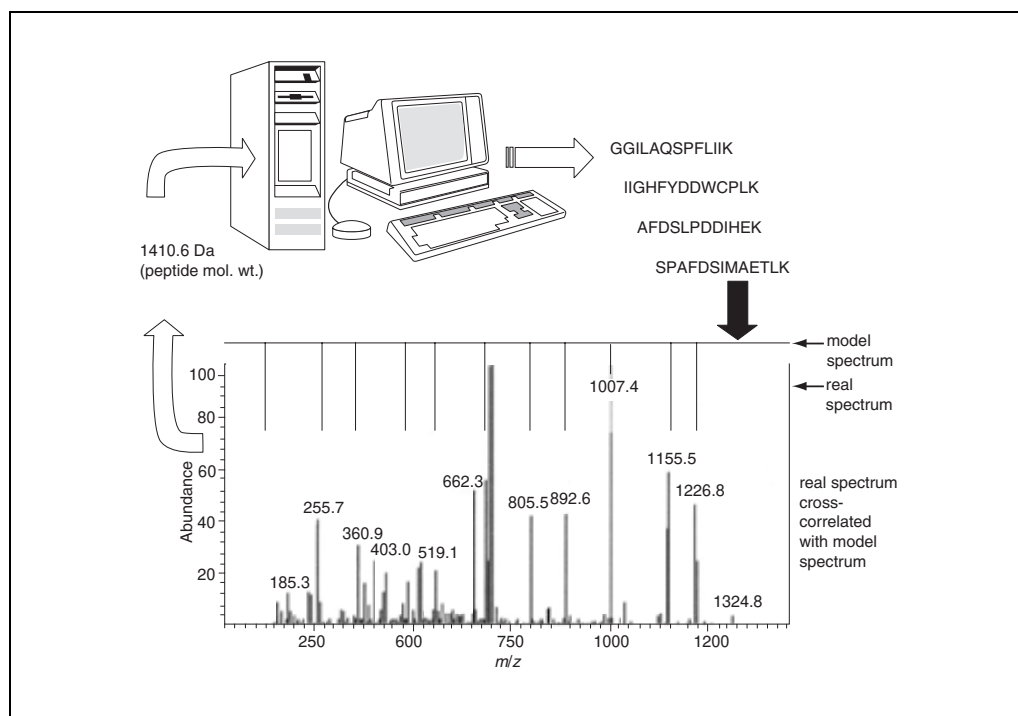 GGILAQSPFLIIK
IIGHFYDDWCPLK
AFDSLPDDIHEK
SPAFDSIMAETLK
1410.6 Da
(peptide mol. wt.)
model
spectrum
real
spectrum
100
80
60
40
20
Abundance
185.3
255.7
360.9
403.0
519.1
662.3
805.5
892.6
1007.4
1155.5
1226.8
1324.8
real spectrum
cross-
correlated
with model
spectrum
250
600
750
1000
1200
m/z